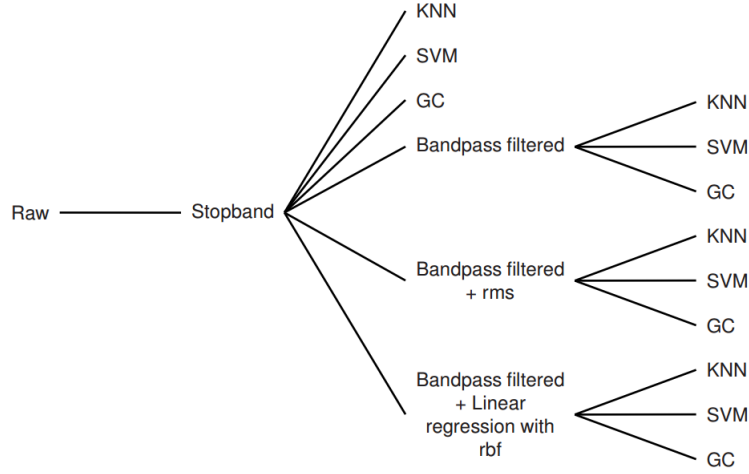 Raw
Stopband
KNN
SVM
GC
Bandpass filtered
KNN
SVM
GC
Bandpass filtered
+ rms
KNN
SVM
GC
Bandpass filtered
+ Linear
regression with
rbf
KNN
SVM
GC